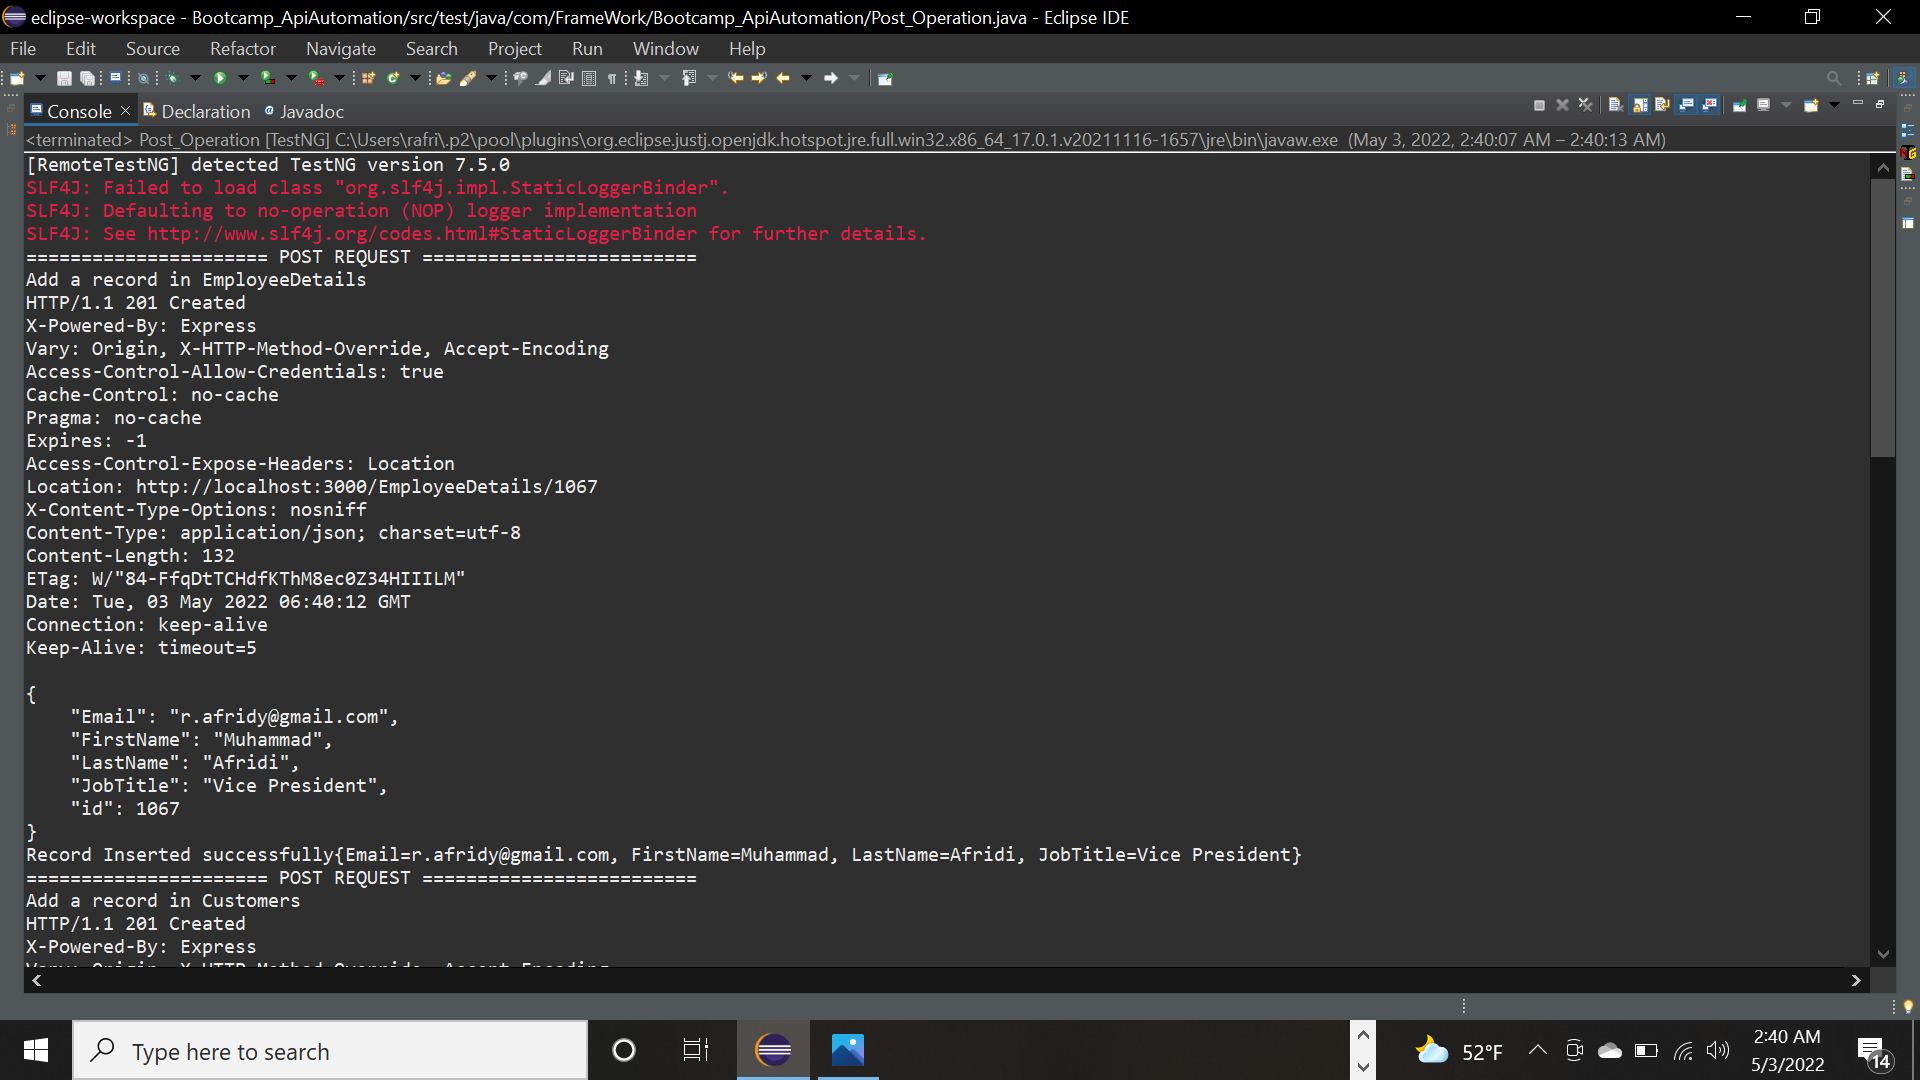 eclipse-workspace - Bootcamp_ApiAutomation/src/test/java/com/FrameWork/Bootcamp_ApiAutomation/Post_Operation.java - Eclipse IDE
File Edit Source Refactor Navigate Search Project Run Window Help
Console Declaration Javadoc
<terminated> Post_Operation [TestNG] C:\Users\rafri\.p2\pool\plugins\org.eclipse.justj.openjdk.hotspot.jre.full.win32.x86_64_17.0.1.v20211116-1657\jre\bin\javaw.exe (May 3, 2022, 2:40:07 AM – 2:40:13 AM)
[RemoteTestNG] detected TestNG version 7.5.0
SLF4J: Failed to load class "org.slf4j.impl.StaticLoggerBinder".
SLF4J: Defaulting to no-operation (NOP) logger implementation
SLF4J: See http://www.slf4j.org/codes.html#StaticLoggerBinder for further details.
====================== POST REQUEST =========================
Add a record in EmployeeDetails
HTTP/1.1 201 Created
X-Powered-By: Express
Vary: Origin, X-HTTP-Method-Override, Accept-Encoding
Access-Control-Allow-Credentials: true
Cache-Control: no-cache
Pragma: no-cache
Expires: -1
Access-Control-Expose-Headers: Location
Location: http://localhost:3000/EmployeeDetails/1067
X-Content-Type-Options: nosniff
Content-Type: application/json; charset=utf-8
Content-Length: 132
ETag: W/"84-FfqDtTCHdfKThM8ec0Z34HIIILM"
Date: Tue, 03 May 2022 06:40:12 GMT
Connection: keep-alive
Keep-Alive: timeout=5
{
"Email": "r.afridy@gmail.com",
"FirstName": "Muhammad",
"LastName": "Afridi",
"JobTitle": "Vice President",
"id": 1067
}
Record Inserted successfully{Email=r.afridy@gmail.com, FirstName=Muhammad, LastName=Afridi, JobTitle=Vice President}
====================== POST REQUEST =========================
Add a record in Customers
HTTP/1.1 201 Created
X-Powered-By: Express
Vary: Origin, X-HTTP-Method-Override, Accept-Encoding
Type here to search
52°F
2:40 AM
5/3/2022
14